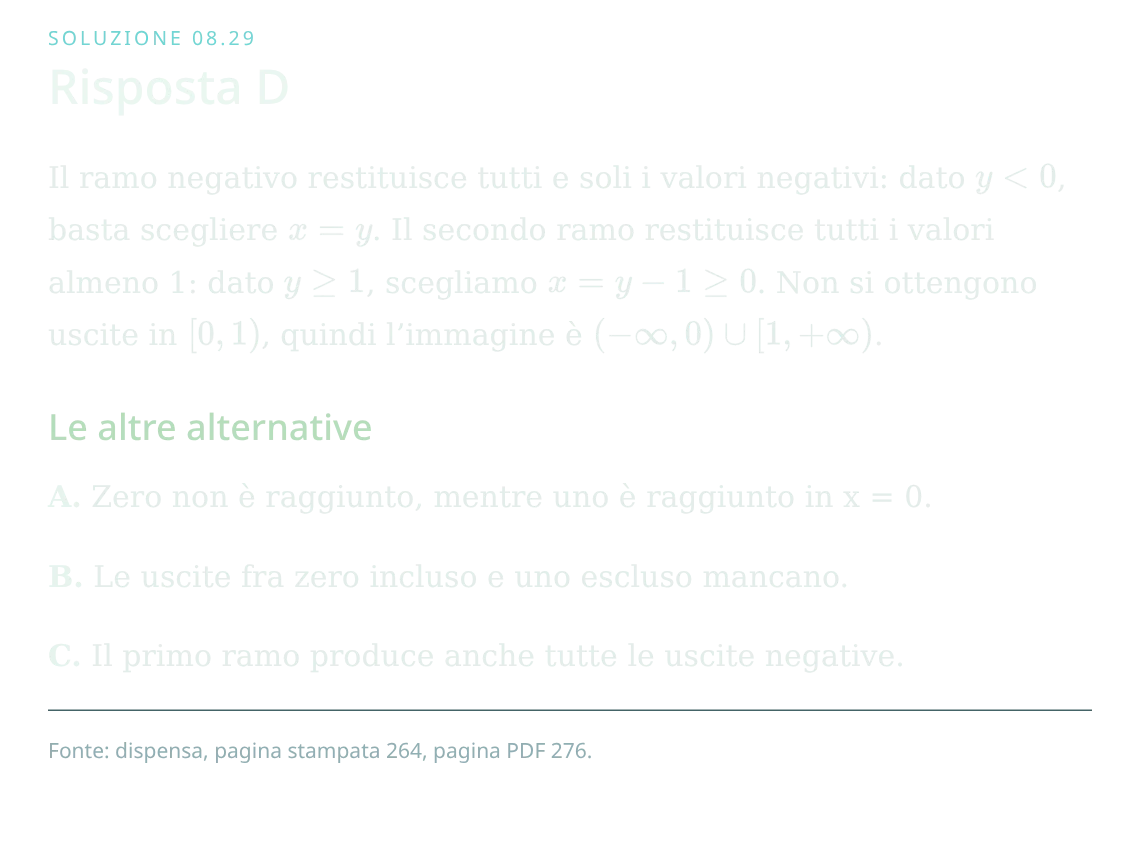 SOLUZIONE 08.29
Risposta D
Il ramo negativo restituisce tutti e soli i valori negativi: dato y < 0,
basta scegliere x = y. Il secondo ramo restituisce tutti i valori
almeno 1: dato y ≥ 1, scegliamo x = y − 1 ≥ 0. Non si ottengono
uscite in [0, 1), quindi l’immagine è (−∞, 0) ∪ [1, +∞).
Le altre alternative
A. Zero non è raggiunto, mentre uno è raggiunto in x = 0.
B. Le uscite fra zero incluso e uno escluso mancano.
C. Il primo ramo produce anche tutte le uscite negative.
Fonte: dispensa, pagina stampata 264, pagina PDF 276.